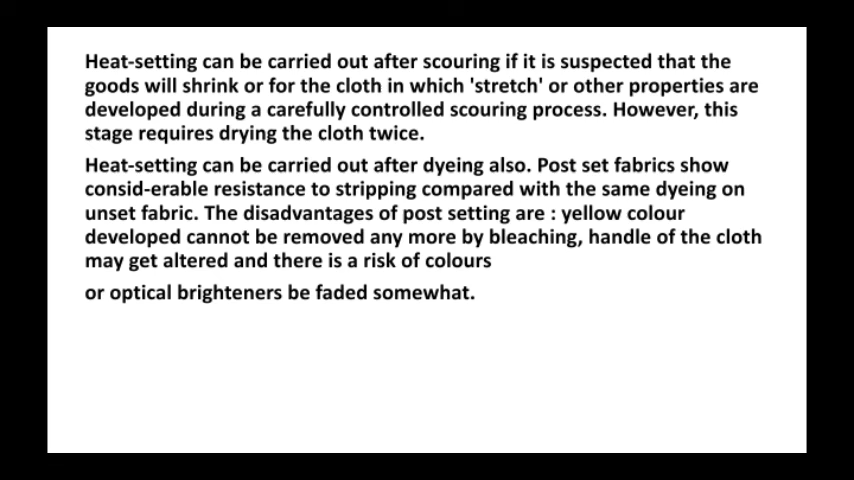 Heat-setting can be carried out after scouring if it is suspected that the
goods will shrink or for the cloth in which 'stretch' or other properties are
developed during a carefully controlled scouring process. However, this
stage requires drying the cloth twice.
Heat-setting can be carried out after dyeing also. Post set fabrics show
consid-erable resistance to stripping compared with the same dyeing on
unset fabric. The disadvantages of post setting are : yellow colour
developed cannot be removed any more by bleaching, handle of the cloth
may get altered and there is a risk of colours
or optical brighteners be faded somewhat.